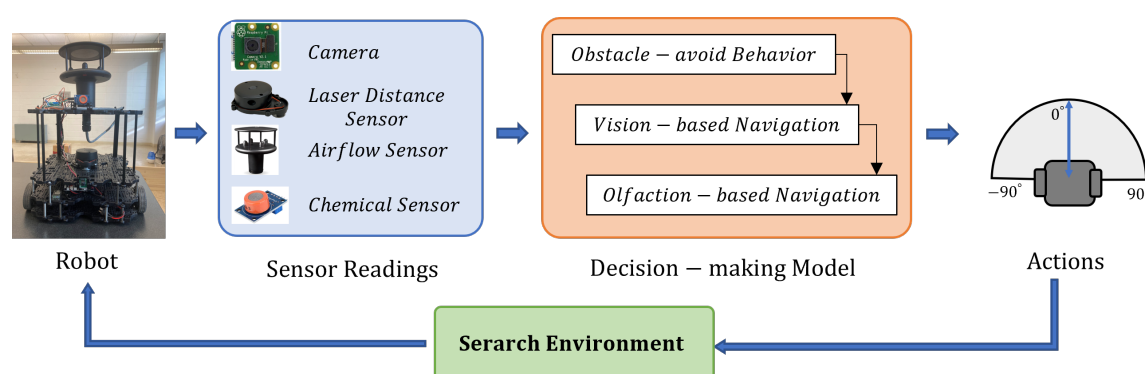 Camera
Laser Distance
Sensor
Airflow Sensor
Chemical Sensor
Obstacle − avoid Behavior
Vision − based Navigation
Olfaction − based Navigation
0°
−90°
90
Robot
Sensor Readings
Decision − making Model
Actions
Serarch Environment